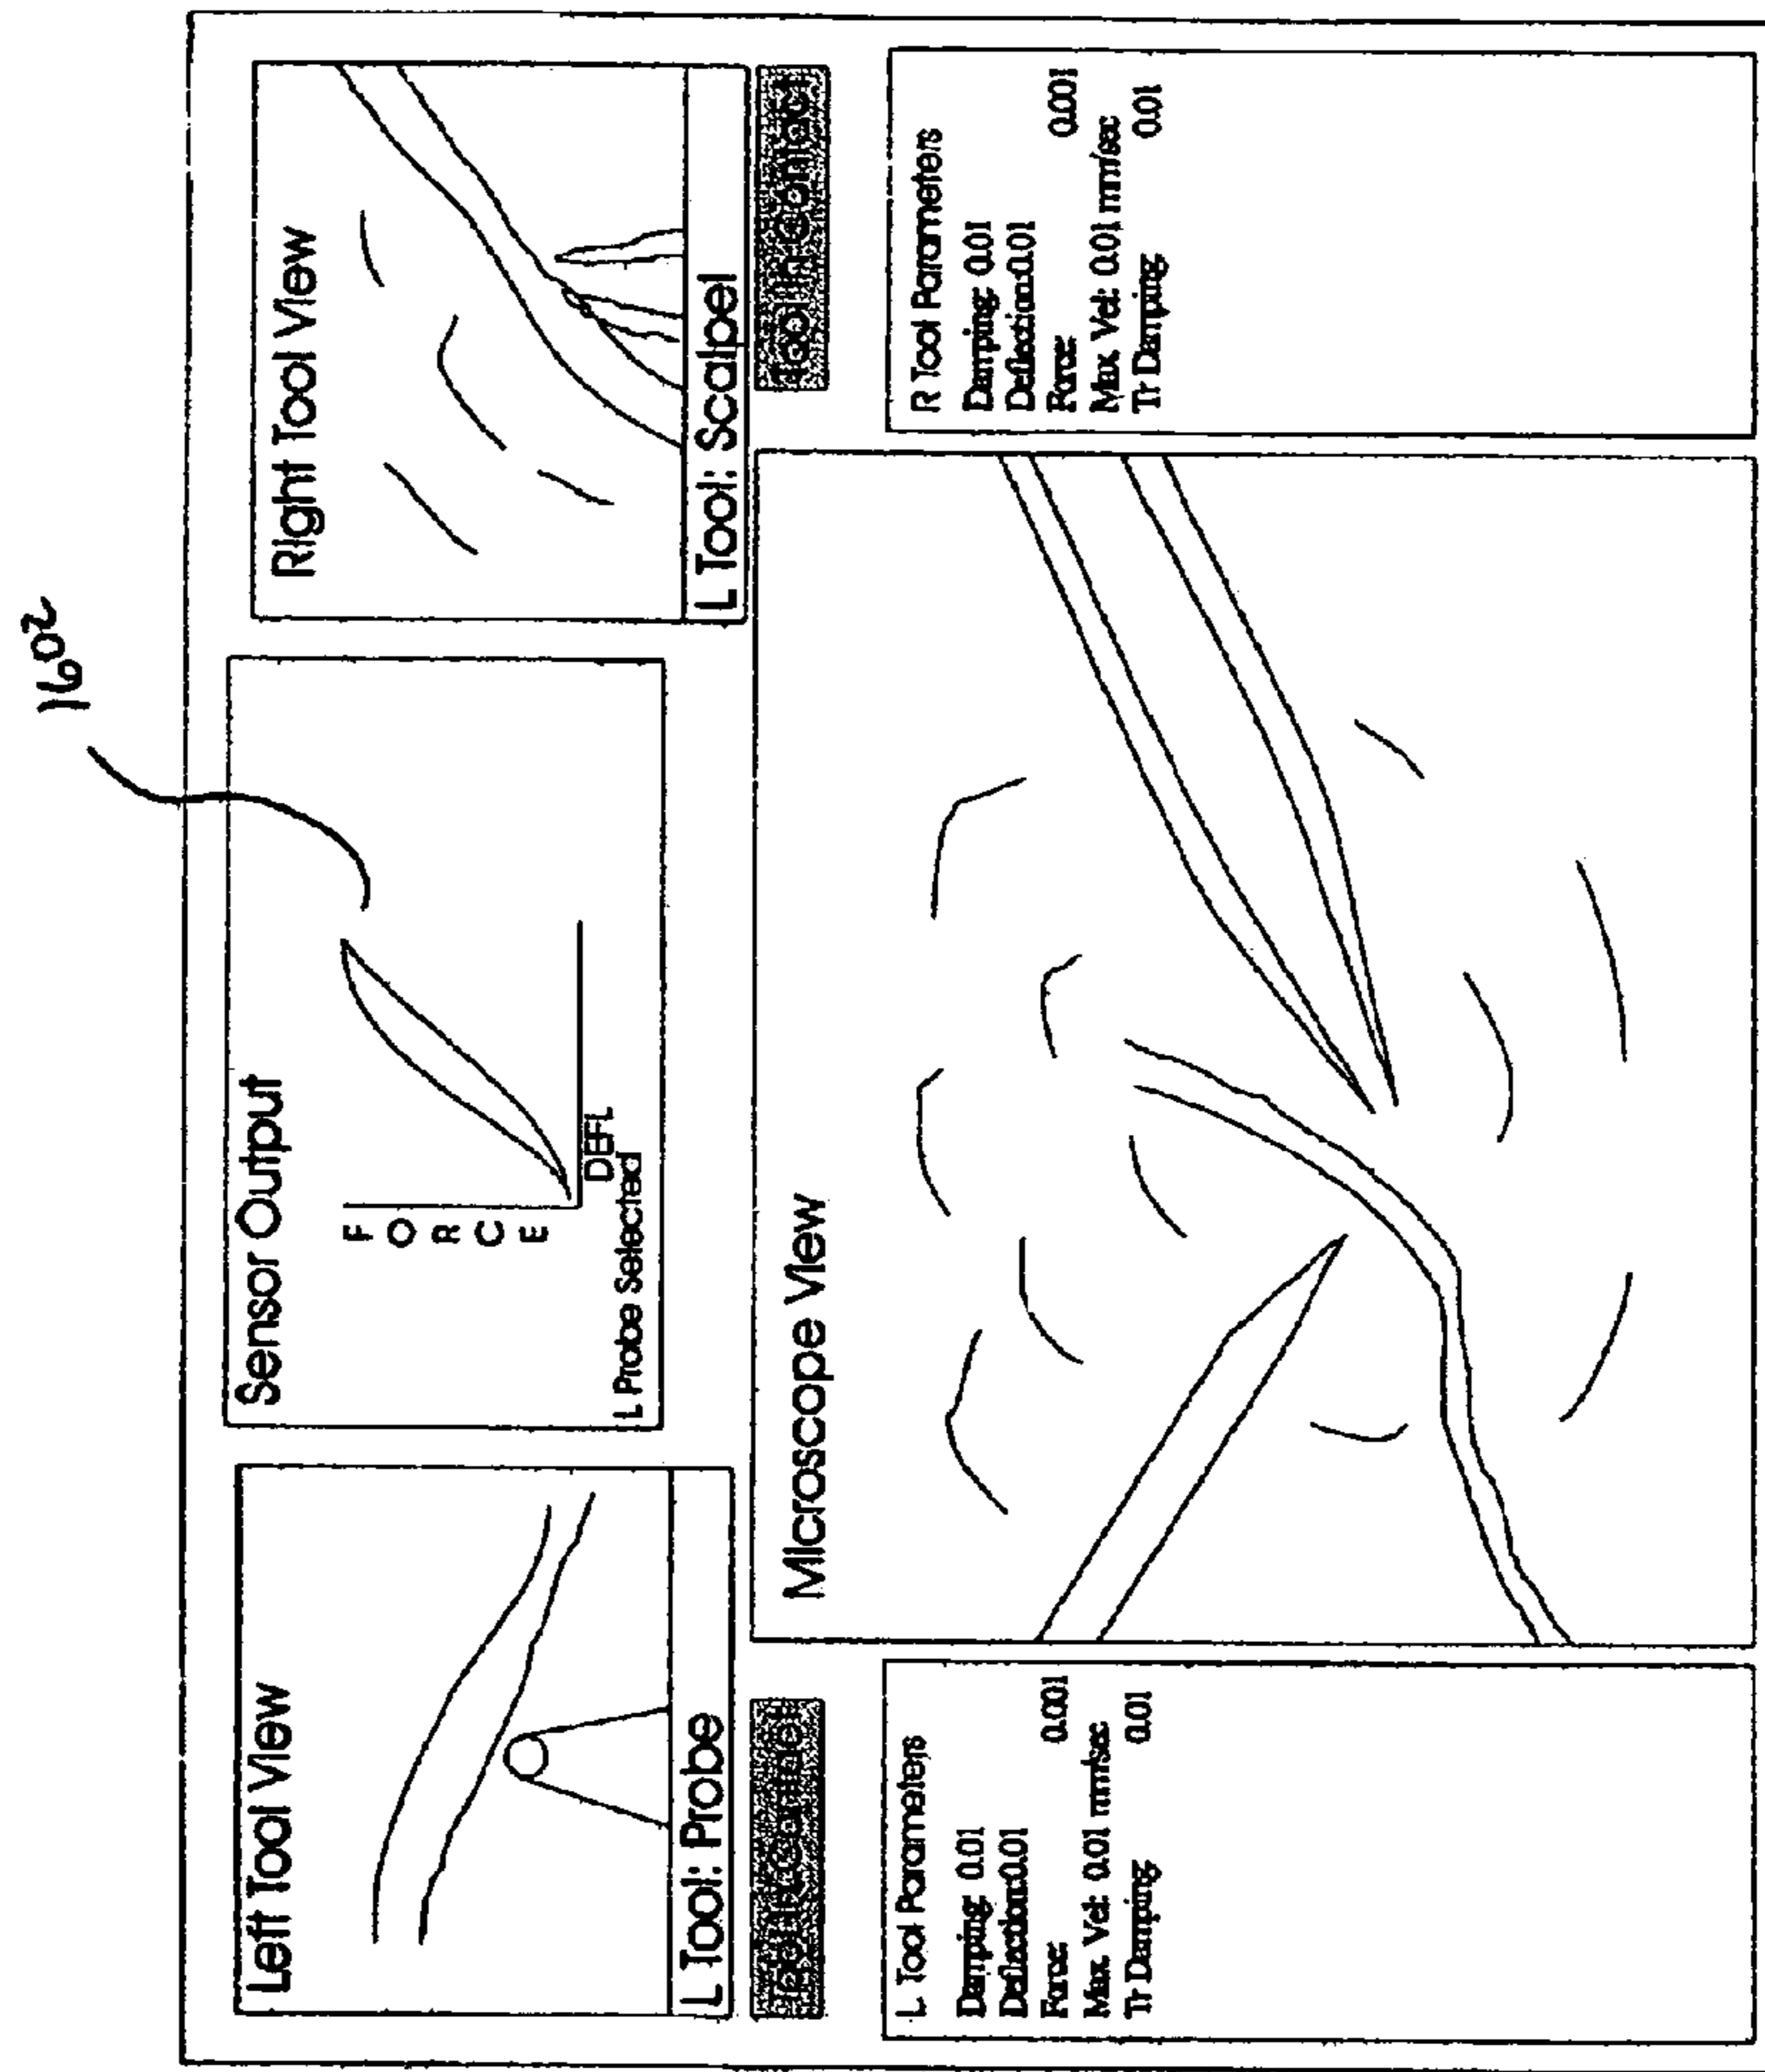 1602
Left Tool View
Sensor Output
Right Tool View
F
O
R
C
E
DEFL
L Probe Selected
L Tool: Probe
L Tool: Scalpel
Tool in Contact
Microscope View
L Tool Parameters
Damping: 0.01
Deflection:0.01
Force: 0.001
Max. Vel: 0.01 mm/sec
Tr Damping: 0.01
R Tool Parameters
Damping: 0.01
Deflection:0.01
Force: 0.001
Max. Vel: 0.01 mm/sec
Tr Damping: 0.01